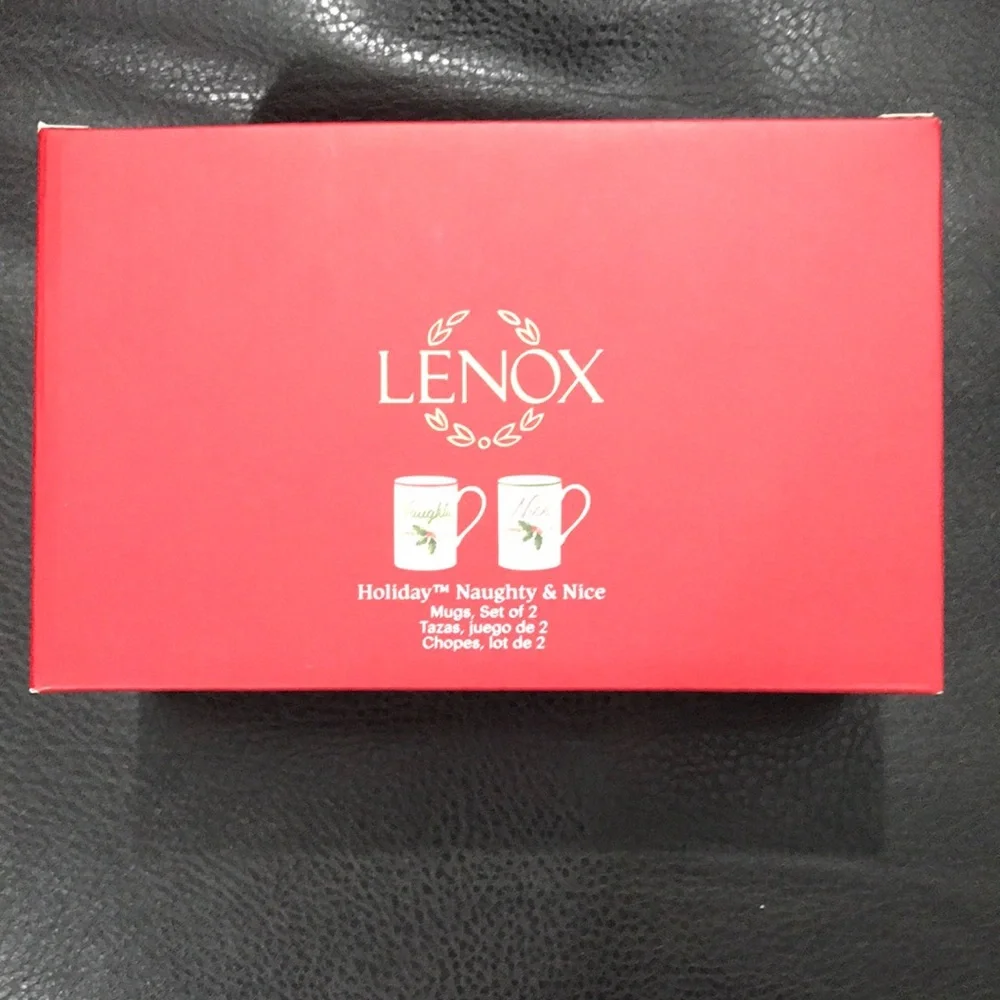 LENOX
Naughty Nice
Holiday™ Naughty & Nice
Mugs, Set of 2
Tazas, juego de 2
Chopes, lot de 2